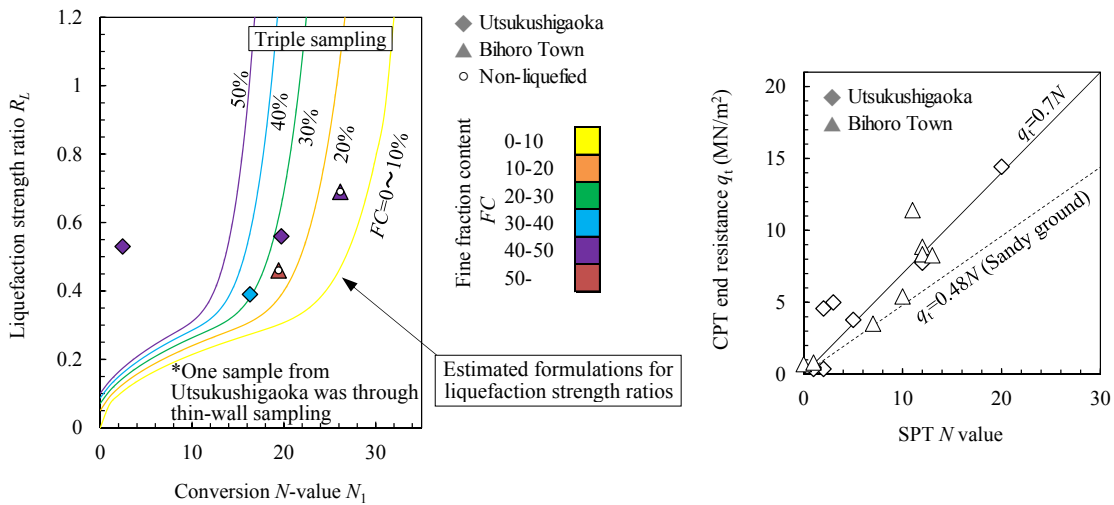 Liquefaction strength ratio R_L
1.2
1
0.8
0.6
0.4
0.2
0
0
10
20
30
Conversion N-value N₁
Triple sampling
50%
40%
30%
20%
FC=0～10%
*One sample from
Utsukushigaoka was through
thin-wall sampling
Estimated formulations for
liquefaction strength ratios
Utsukushigaoka
Bihoro Town
Non-liquefied
Fine fraction content
FC
0-10
10-20
20-30
30-40
40-50
50-
CPT end resistance qₜ (MN/m²)
20
15
10
5
0
0
10
20
30
SPT N value
Utsukushigaoka
Bihoro Town
qₜ=0.7N
qₜ=0.48N (Sandy ground)